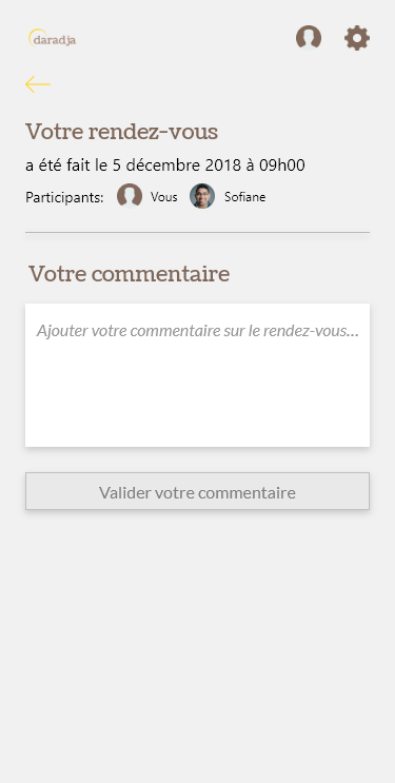 daradja
Votre rendez-vous
a été fait le 5 décembre 2018 à 09h00
Participants: Vous Sofiane
Votre commentaire
Ajouter votre commentaire sur le rendez-vous...
Valider votre commentaire